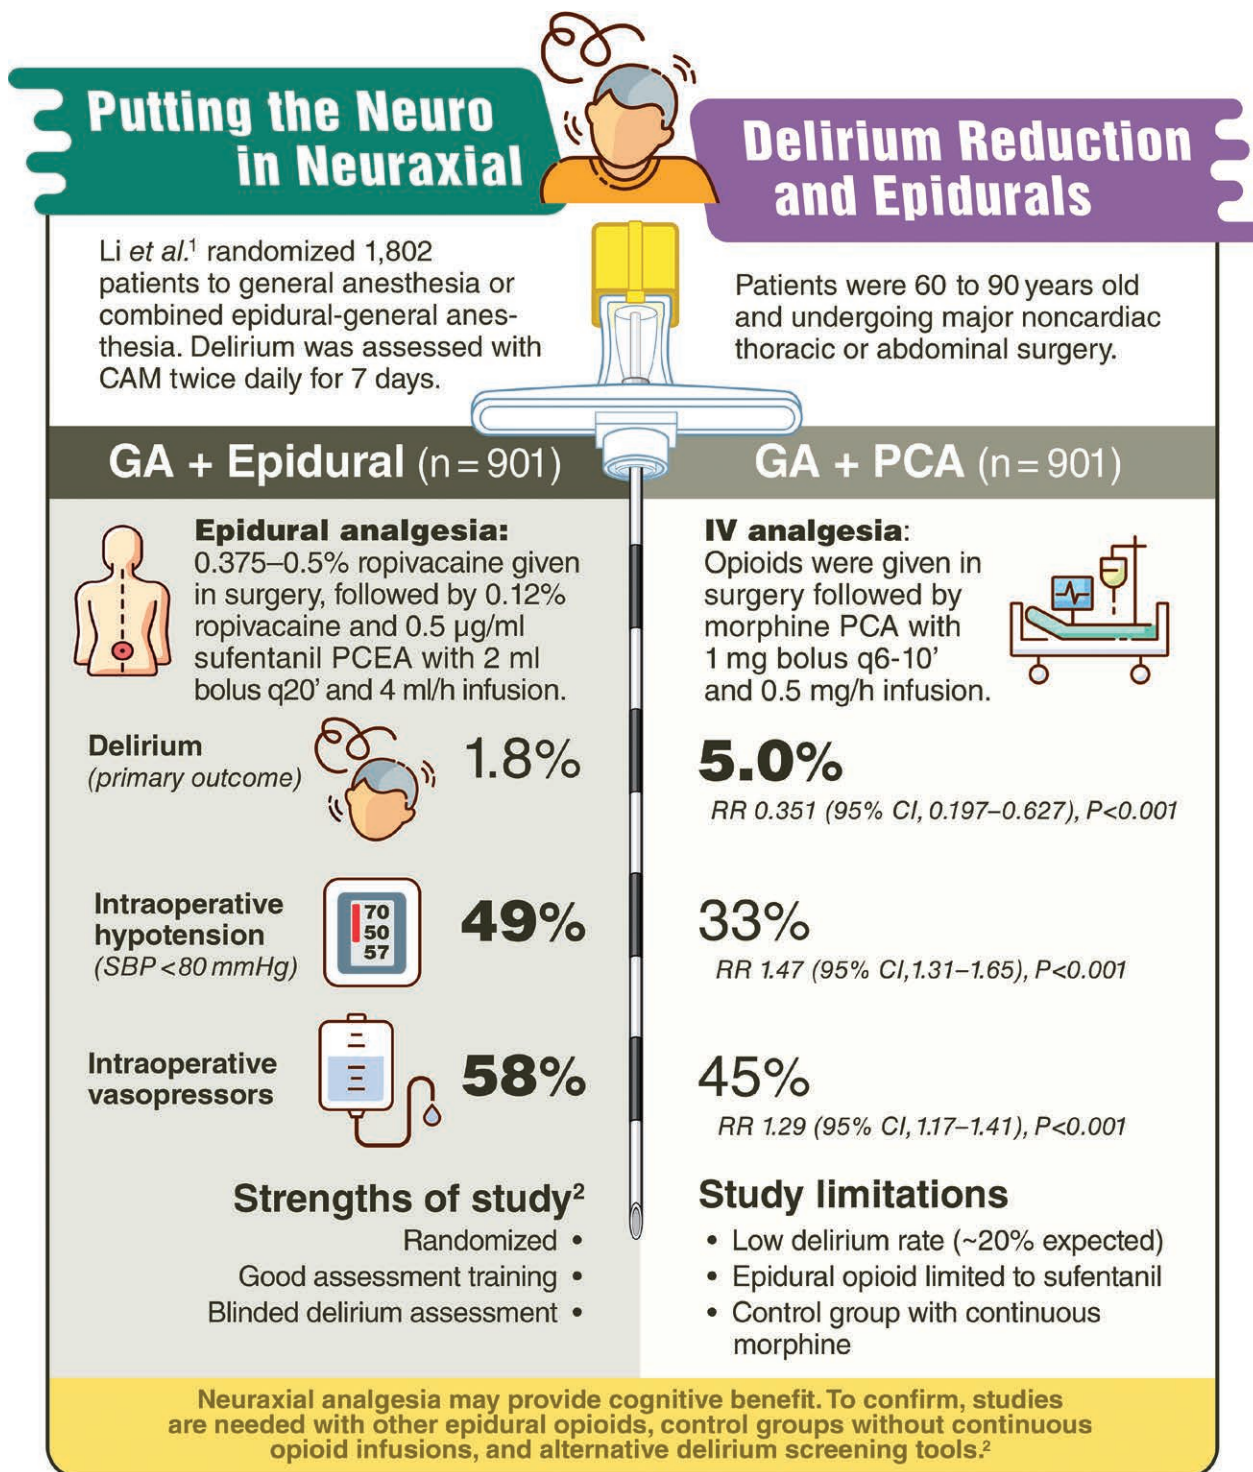 Putting the Neuro
in Neuraxial
Delirium Reduction
and Epidurals
Li et al.¹ randomized 1,802
patients to general anesthesia or
combined epidural-general anes-
thesia. Delirium was assessed with
CAM twice daily for 7 days.
Patients were 60 to 90 years old
and undergoing major noncardiac
thoracic or abdominal surgery.
GA + Epidural (n = 901)
GA + PCA (n = 901)
Epidural analgesia:
0.375–0.5% ropivacaine given
in surgery, followed by 0.12%
ropivacaine and 0.5 µg/ml
sufentanil PCEA with 2 ml
bolus q20' and 4 ml/h infusion.
IV analgesia:
Opioids were given in
surgery followed by
morphine PCA with
1 mg bolus q6-10'
and 0.5 mg/h infusion.
Delirium
(primary outcome)
1.8%
5.0%
RR 0.351 (95% CI, 0.197–0.627), P<0.001
Intraoperative
hypotension
(SBP<80 mmHg)
70
50
57
49%
33%
RR 1.47 (95% CI, 1.31–1.65), P<0.001
Intraoperative
vasopressors
58%
45%
RR 1.29 (95% CI, 1.17–1.41), P<0.001
Strengths of study²
Randomized •
Good assessment training •
Blinded delirium assessment •
Study limitations
• Low delirium rate (~20% expected)
• Epidural opioid limited to sufentanil
• Control group with continuous
morphine
Neuraxial analgesia may provide cognitive benefit. To confirm, studies
are needed with other epidural opioids, control groups without continuous
opioid infusions, and alternative delirium screening tools.²